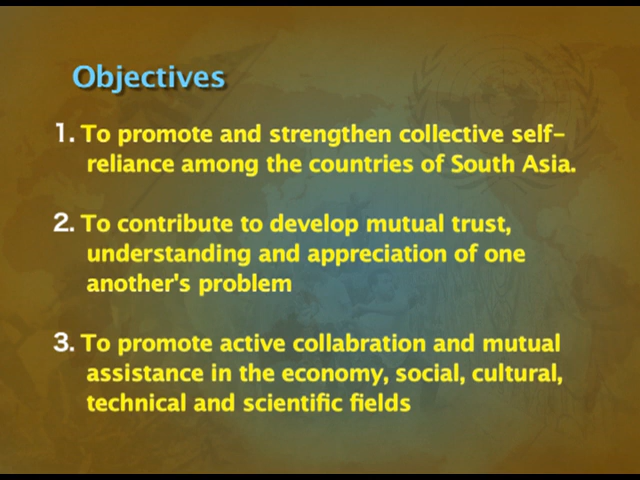 Objectives
1. To promote and strengthen collective self-
reliance among the countries of South Asia.
2. To contribute to develop mutual trust,
understanding and appreciation of one
another's problem
3. To promote active collabration and mutual
assistance in the economy, social, cultural,
technical and scientific fields